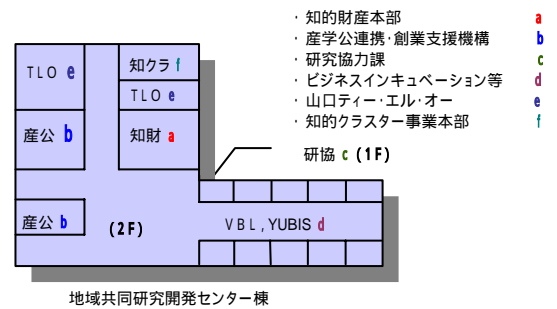 ・知的財産本部 a
・産学公連携・創業支援機構 b
・研究協力課 c
・ビジネスインキュベーション等 d
・山口ティー・エル・オー e
・知的クラスター事業本部 f
TLO e
知クラ f
TLO e
産公 b
知財 a
研協 c (1F)
産公 b
(2F)
VBL,YUBIS d
地域共同研究開発センター棟